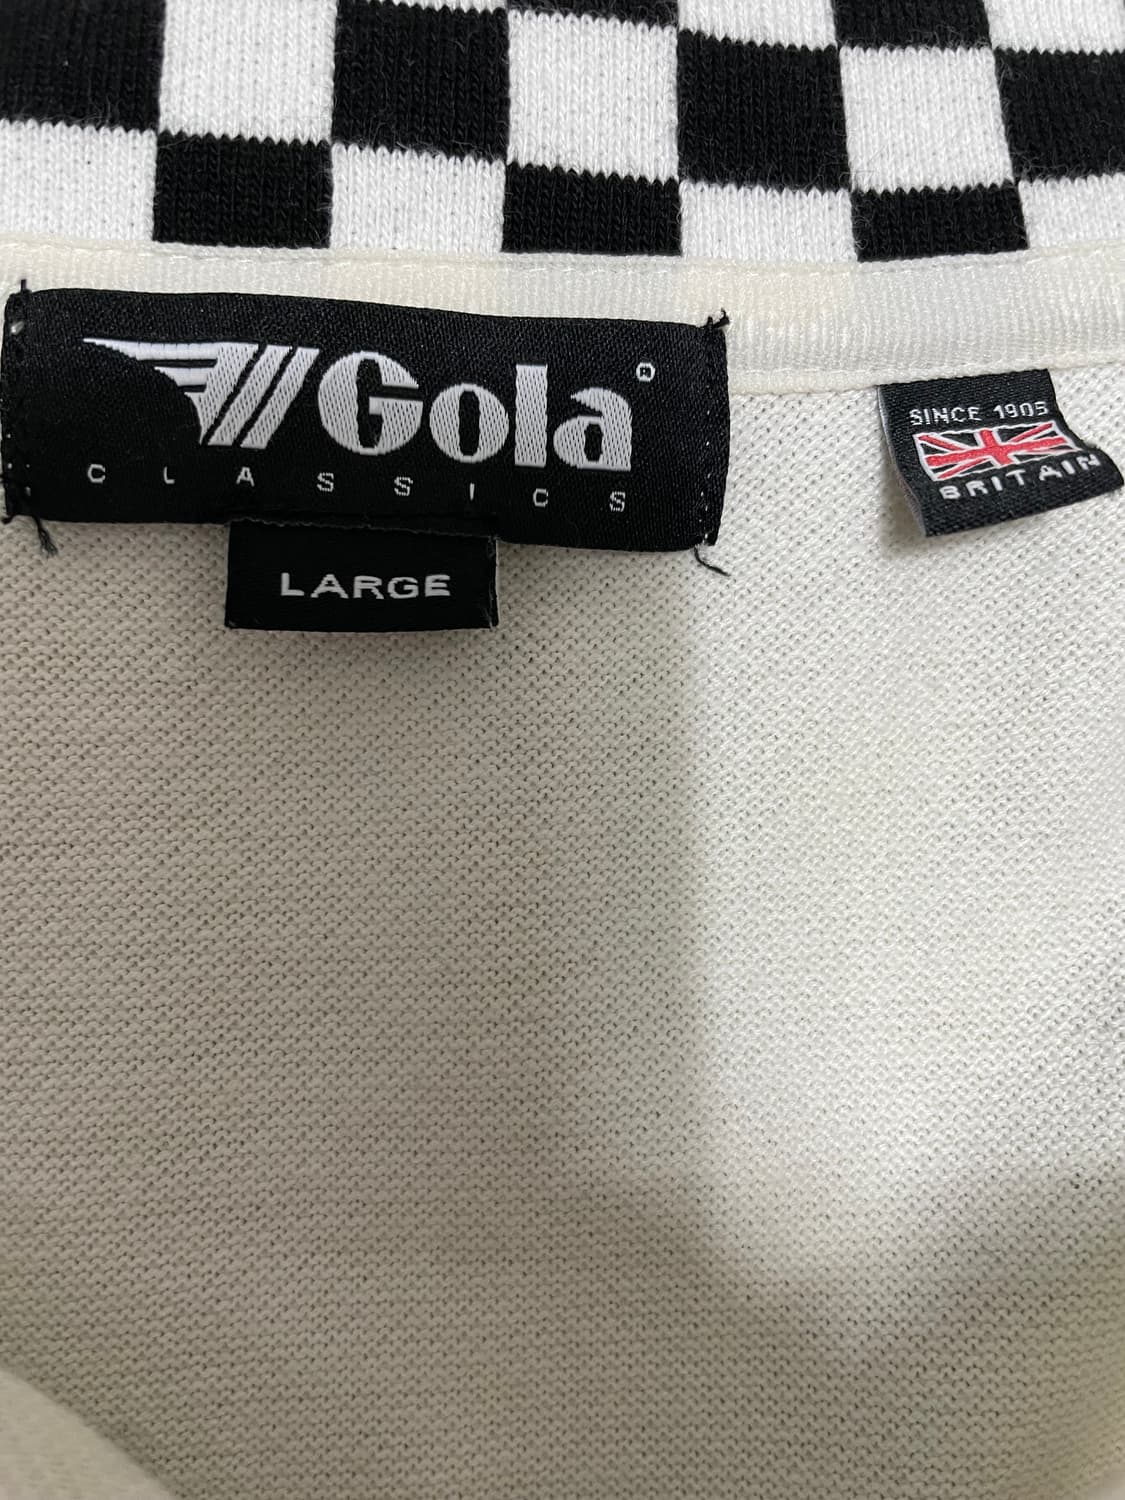 Gola®
CLASSICS
LARGE
SINCE 1905
BRITAIN